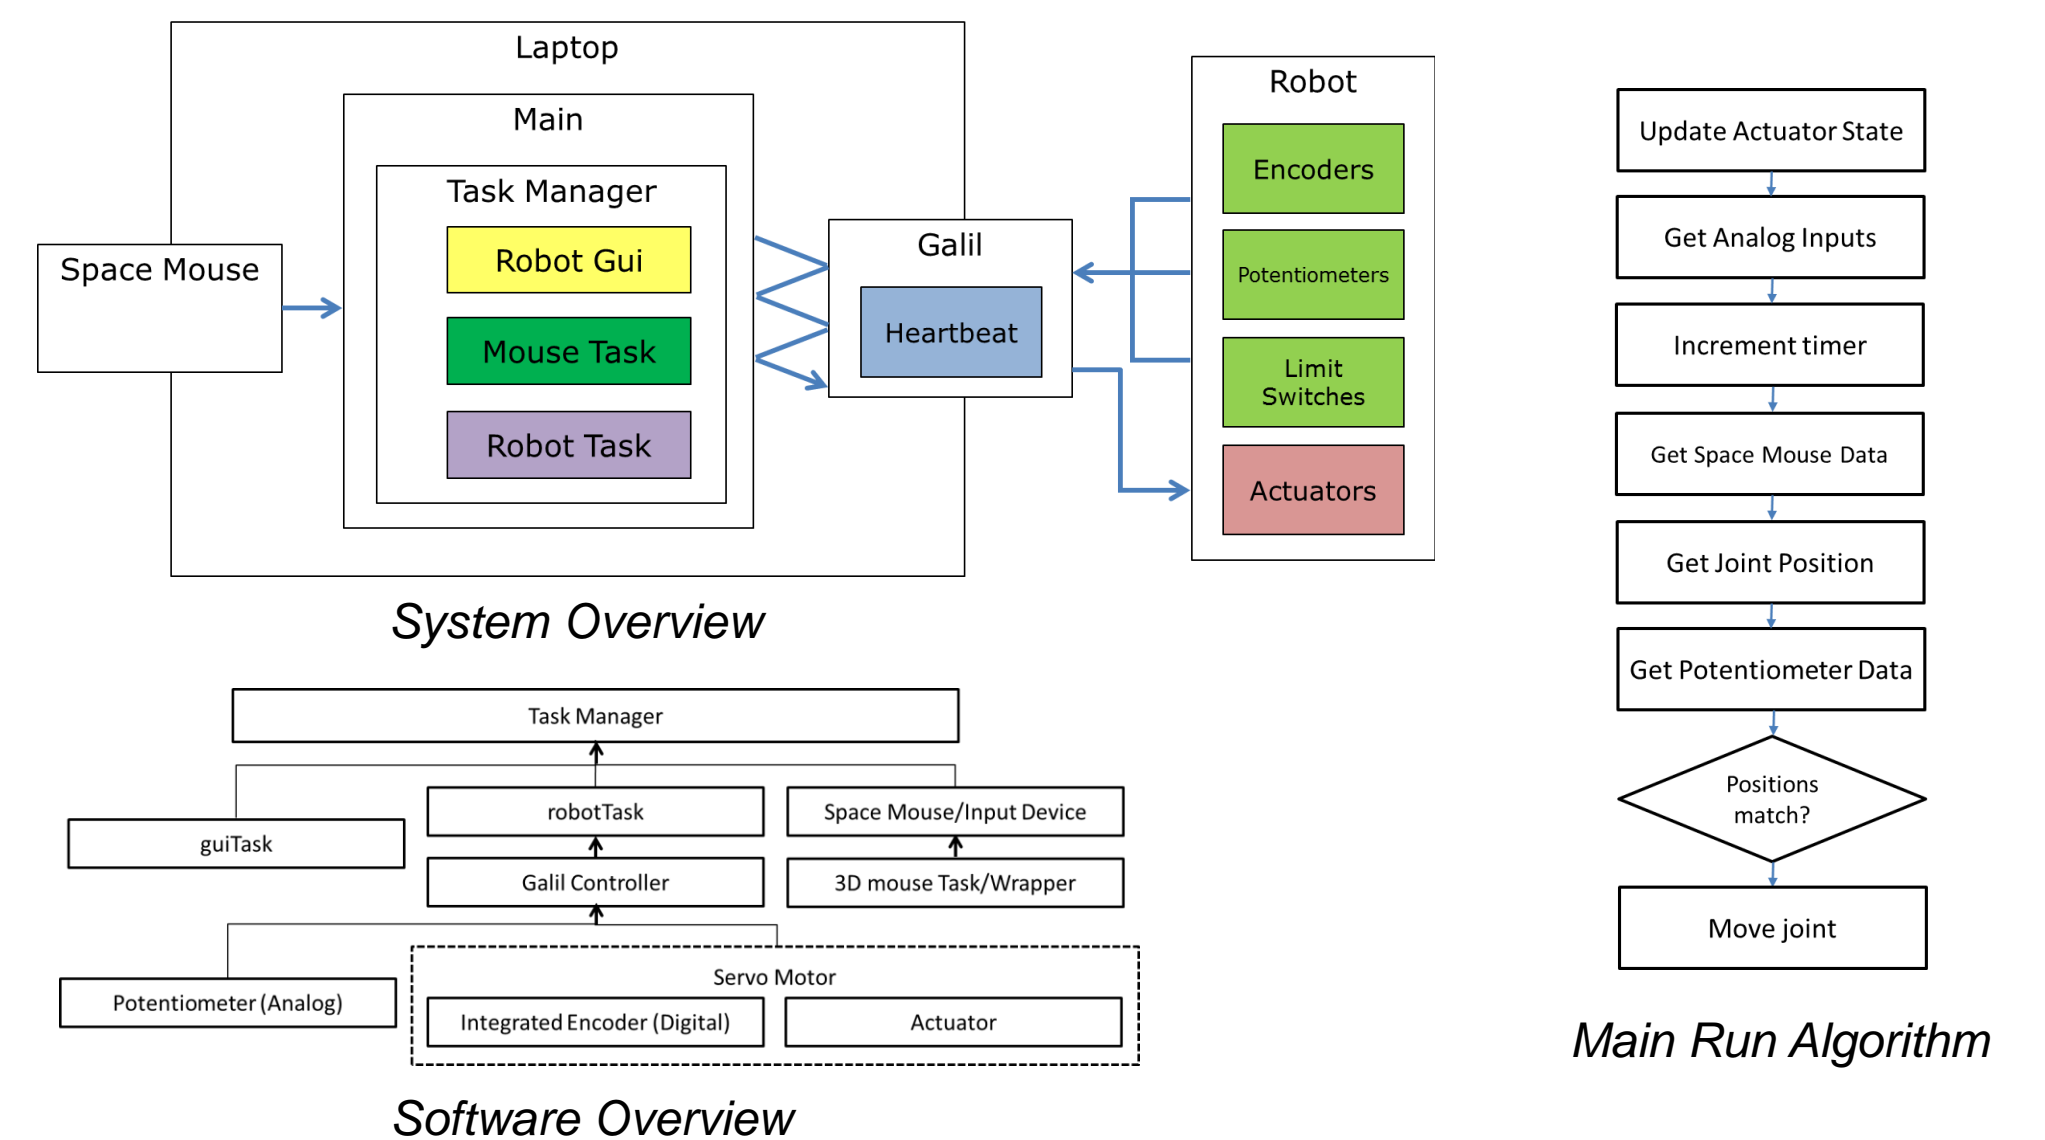 Laptop
Main
Task Manager
Robot Gui
Mouse Task
Robot Task
Space Mouse
Galil
Heartbeat
Robot
Encoders
Potentiometers
Limit
Switches
Actuators
System Overview
Task Manager
guiTask
robotTask
Space Mouse/Input Device
Galil Controller
3D mouse Task/Wrapper
Potentiometer (Analog)
Servo Motor
Integrated Encoder (Digital)
Actuator
Software Overview
Update Actuator State
Get Analog Inputs
Increment timer
Get Space Mouse Data
Get Joint Position
Get Potentiometer Data
Positions
match?
Move joint
Main Run Algorithm